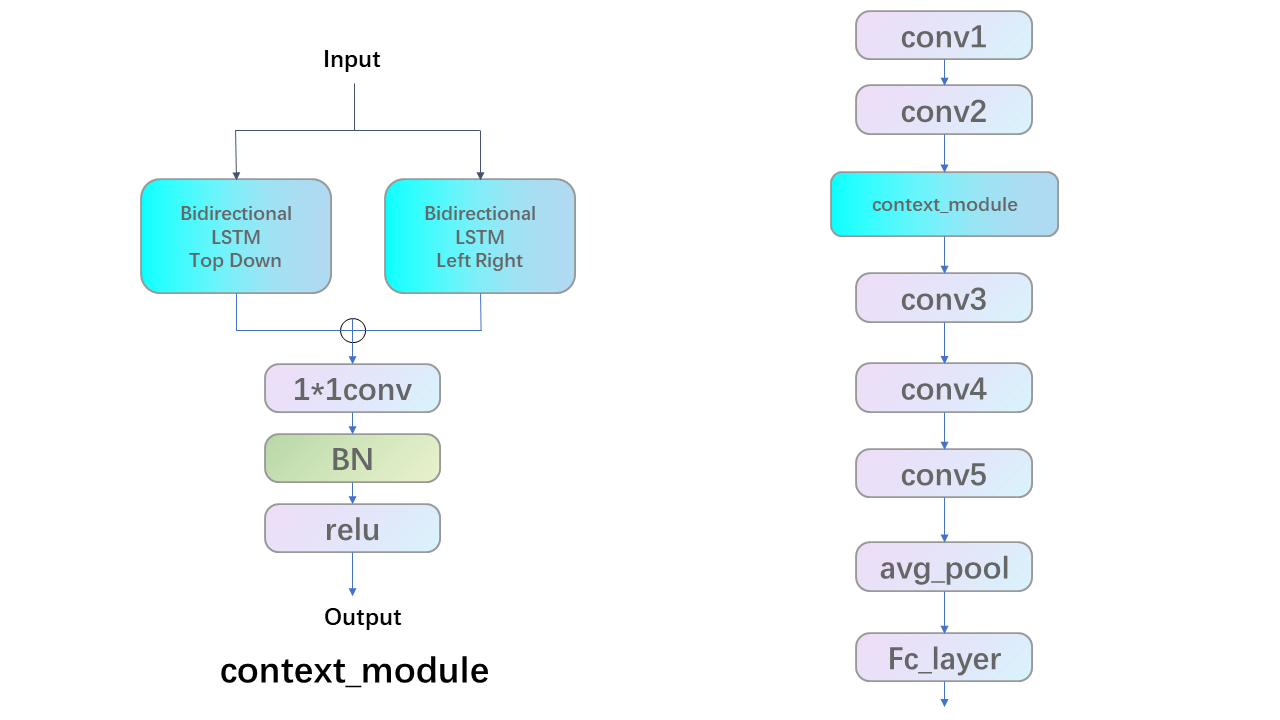 Input
Bidirectional
LSTM
Top Down
Bidirectional
LSTM
Left Right
1*1conv
BN
relu
Output
context_module
conv1
conv2
context_module
conv3
conv4
conv5
avg_pool
Fc_layer